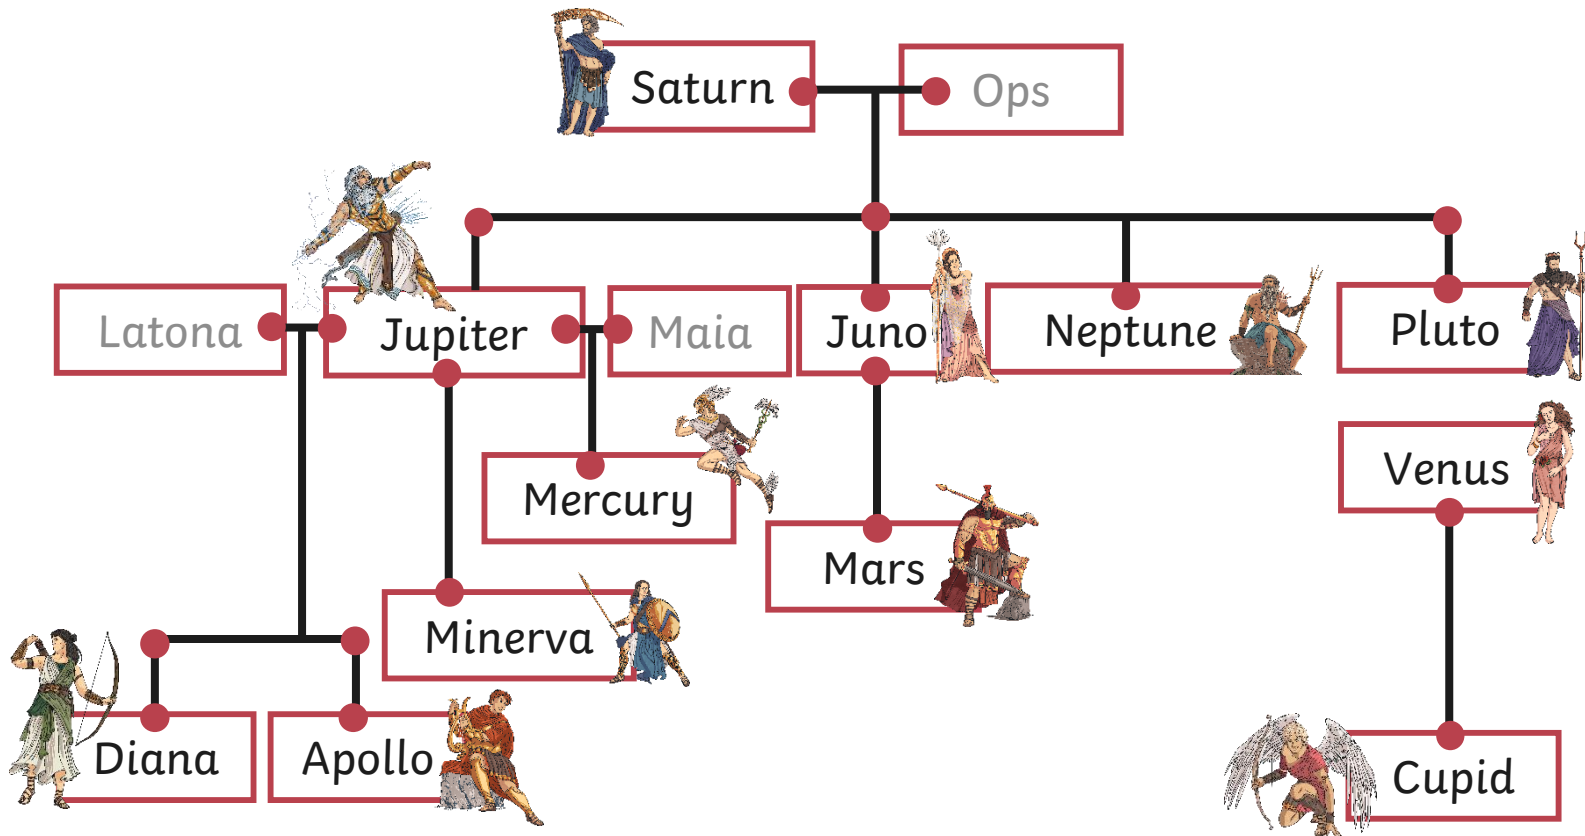 Saturn
Ops
Latona
Jupiter
Maia
Juno
Neptune
Pluto
Mercury
Venus
Mars
Minerva
Diana
Apollo
Cupid